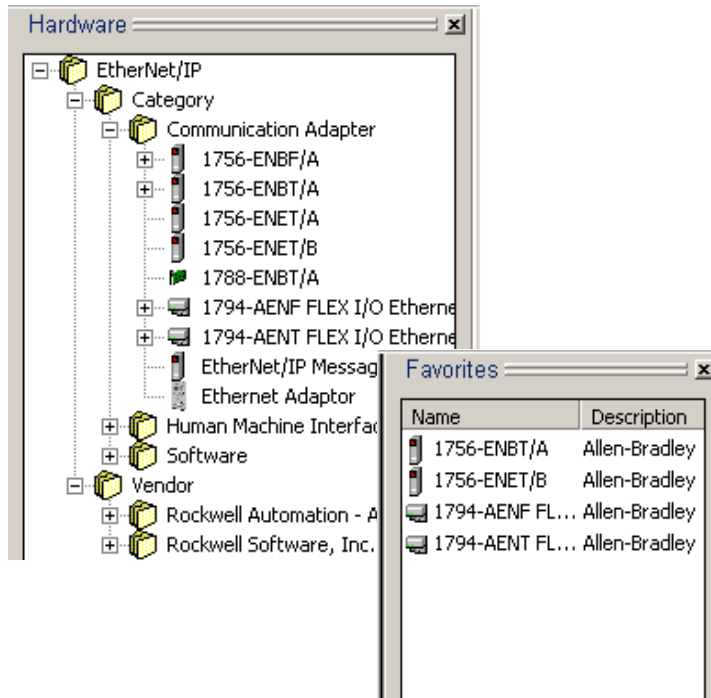 Hardware
EtherNet/IP
Category
Communication Adapter
1756-ENBF/A
1756-ENBT/A
1756-ENET/A
1756-ENET/B
1788-ENBT/A
1794-AENF FLEX I/O Etherne
1794-AENT FLEX I/O Etherne
EtherNet/IP Messag
Ethernet Adaptor
Human Machine Interfac
Software
Vendor
Rockwell Automation - A
Rockwell Software, Inc.
Favorites
Name Description
1756-ENBT/A Allen-Bradley
1756-ENET/B Allen-Bradley
1794-AENF FL... Allen-Bradley
1794-AENT FL... Allen-Bradley